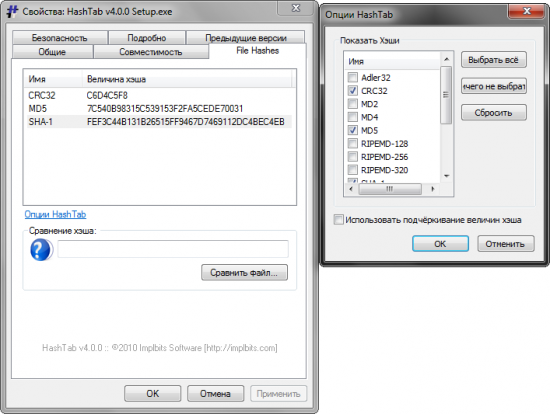 Свойства: HashTab v4.0.0 Setup.exe
Безопасность Подробно Предыдущие версии
Общие Совместимость File Hashes
Имя Величина хэша
CRC32 C6D4C5F8
MD5 7C540B98315C539153F2FA5CEDE70031
SHA-1 FEF3C44B131B26515FF9467D7469112DC4BEC4EB
Опции HashTab
Сравнение хэша:
Сравнить файл...
HashTab v4.0.0 :: ©2010 Implbits Software [http://implbits.com]
OK Отмена Применить
Опции HashTab
Показать Хэши
Имя
Adler32
CRC32
MD2
MD4
MD5
RIPEMD-128
RIPEMD-256
RIPEMD-320
SHA-1
Выбрать всё
ичего не выбрат
Сбросить
Использовать подчёркивание величин хэша
OK Отменить